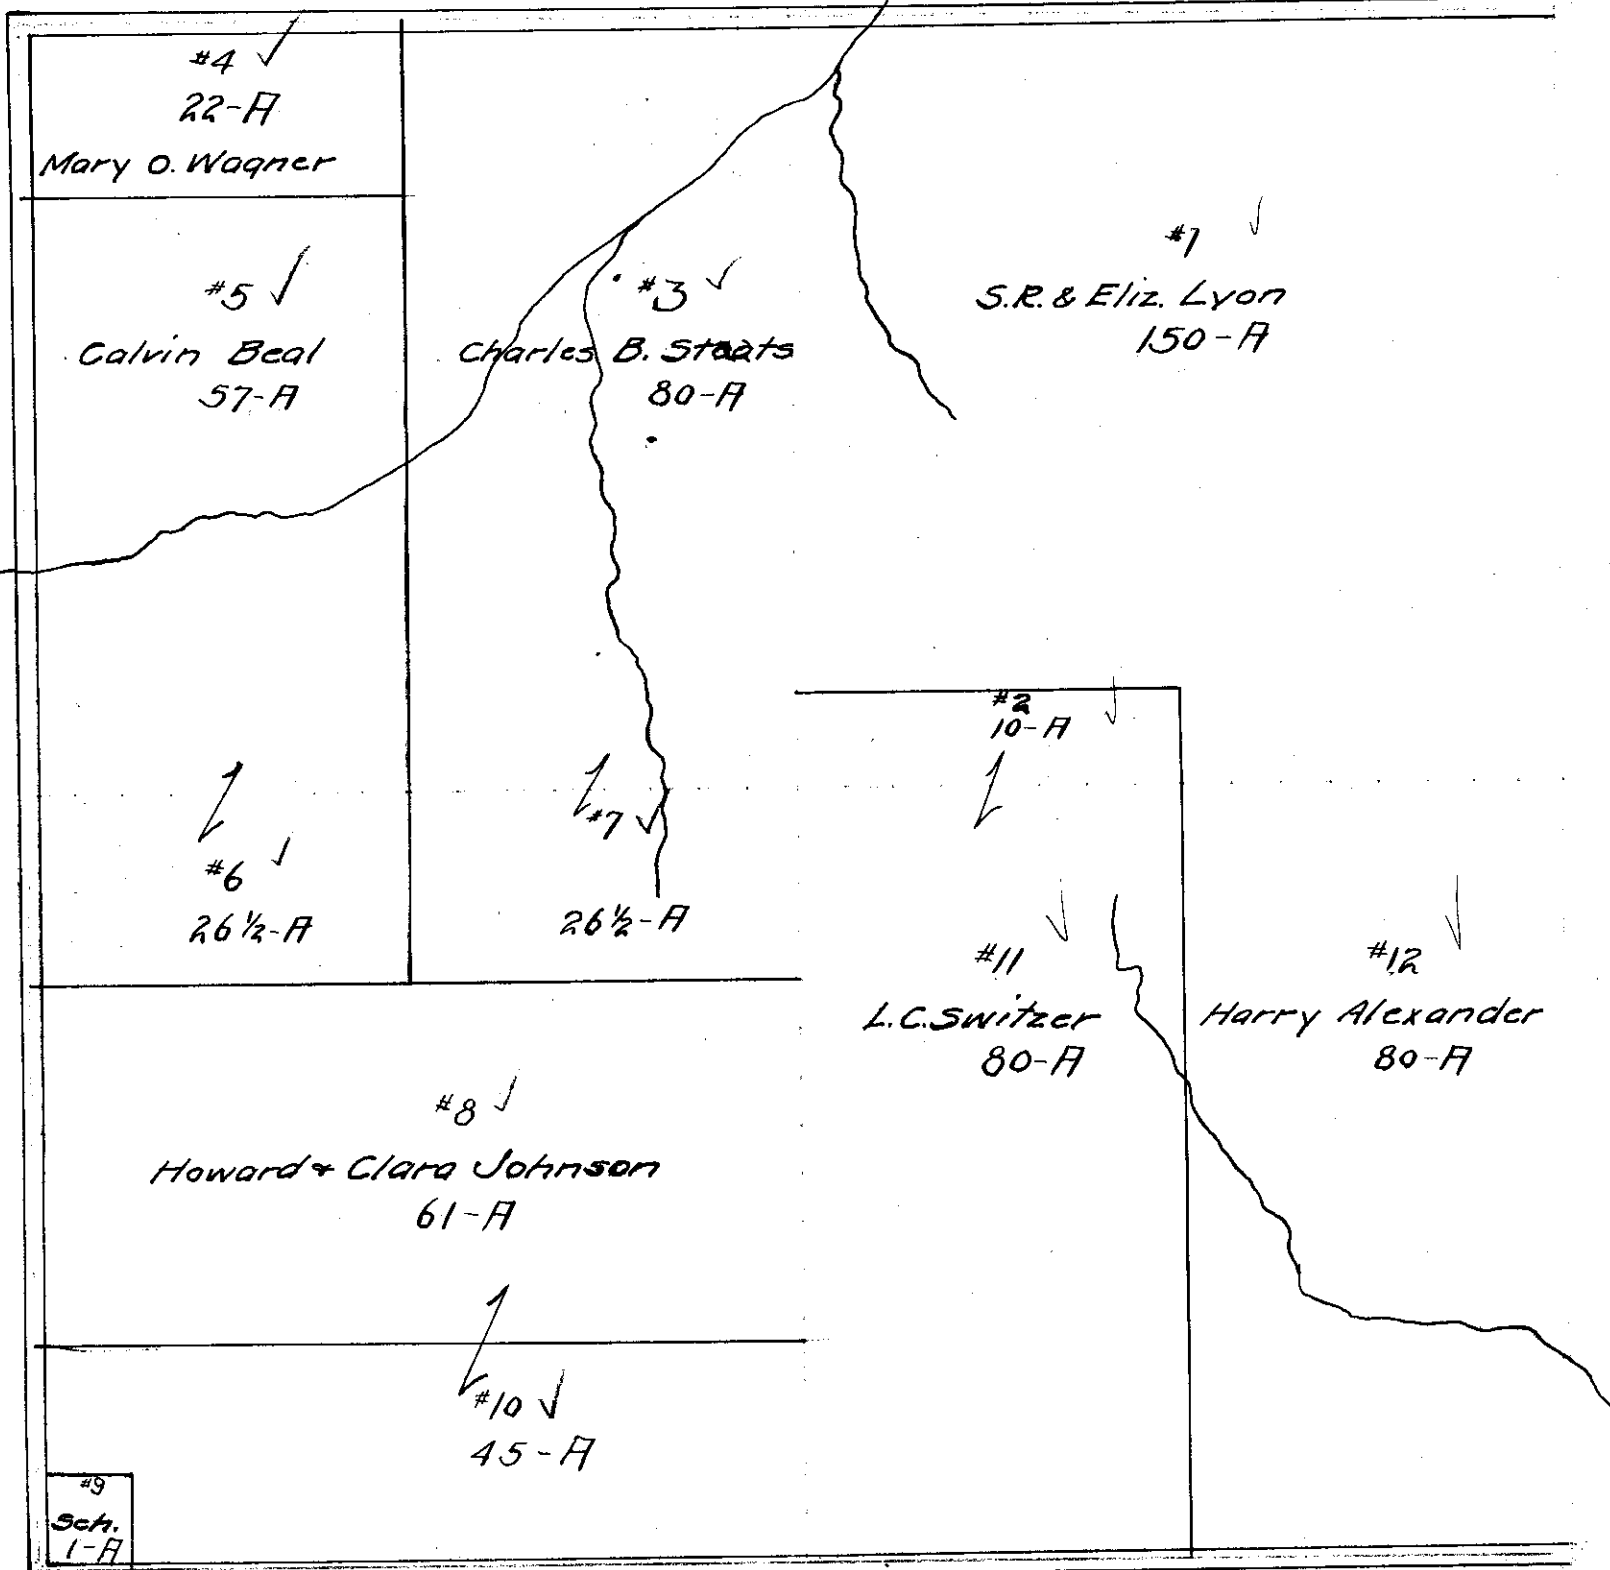 #4 ✓
22-A
Mary O. Wagner
#5 ✓
Calvin Beal
57-A
#3 ✓
Charles B. Staats
80-A
#1 ✓
S.R. & Eliz. Lyon
150-A
#2
10-A
#6 ✓
26½-A
#7 ✓
26½-A
#11
L.C. Switzer
80-A
#12
Harry Alexander
80-A
#8 ✓
Howard & Clara Johnson
61-A
#10 ✓
45-A
#9
Sch.
1-A